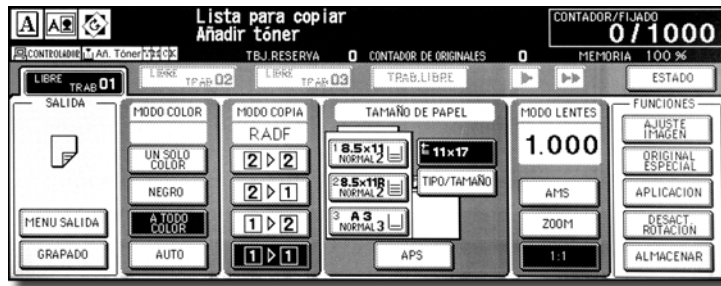 A A B
Lista para copiar
Añadir tóner
CONTADOR/FIJADO
0/1000
CONTROLADOR Añ. Tóner
TBJ.RESERVA 0 CONTADOR DE ORIGINALES 0 MEMORIA 100 %
LIBRE TRAB 01
LIBRE TRAB 02
LIBRE TRAB 03
TRAB.LIBRE
ESTADO
SALIDA
MENU SALIDA
GRAPADO
MODO COLOR
UN SOLO
COLOR
NEGRO
A TODO
COLOR
AUTO
MODO COPIA
RADF
2 ▷ 2
2 ▷ 1
1 ▷ 2
1 ▷ 1
TAMAÑO DE PAPEL
1 8.5x11
NORMAL 2
2 8.5x11R
NORMAL 2
3 A 3
NORMAL 3
11x17
TIPO/TAMAÑO
APS
MODO LENTES
1.000
AMS
ZOOM
1:1
FUNCIONES
AJUSTE
IMAGEN
ORIGINAL
ESPECIAL
APLICACION
DESACT.
ROTACION
ALMACENAR